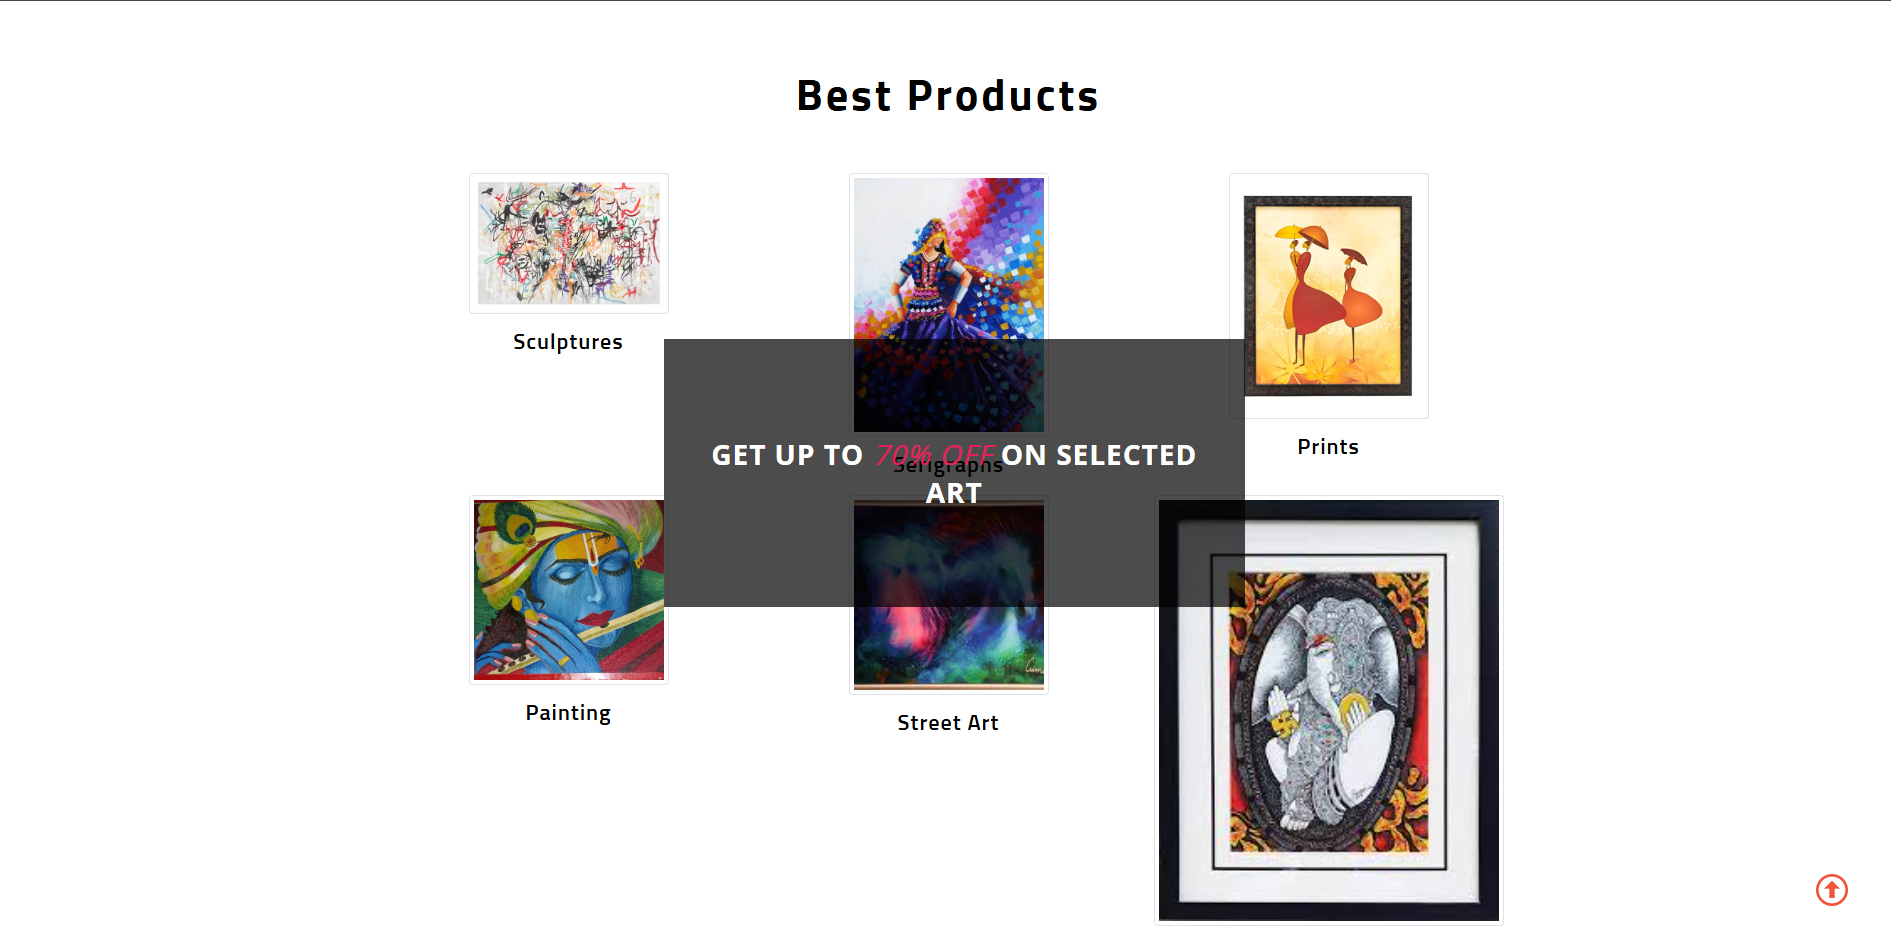 Best Products
Sculptures
Prints
GET UP TO 70% OFF ON SELECTED
ART
Serigraphs
Painting
Street Art